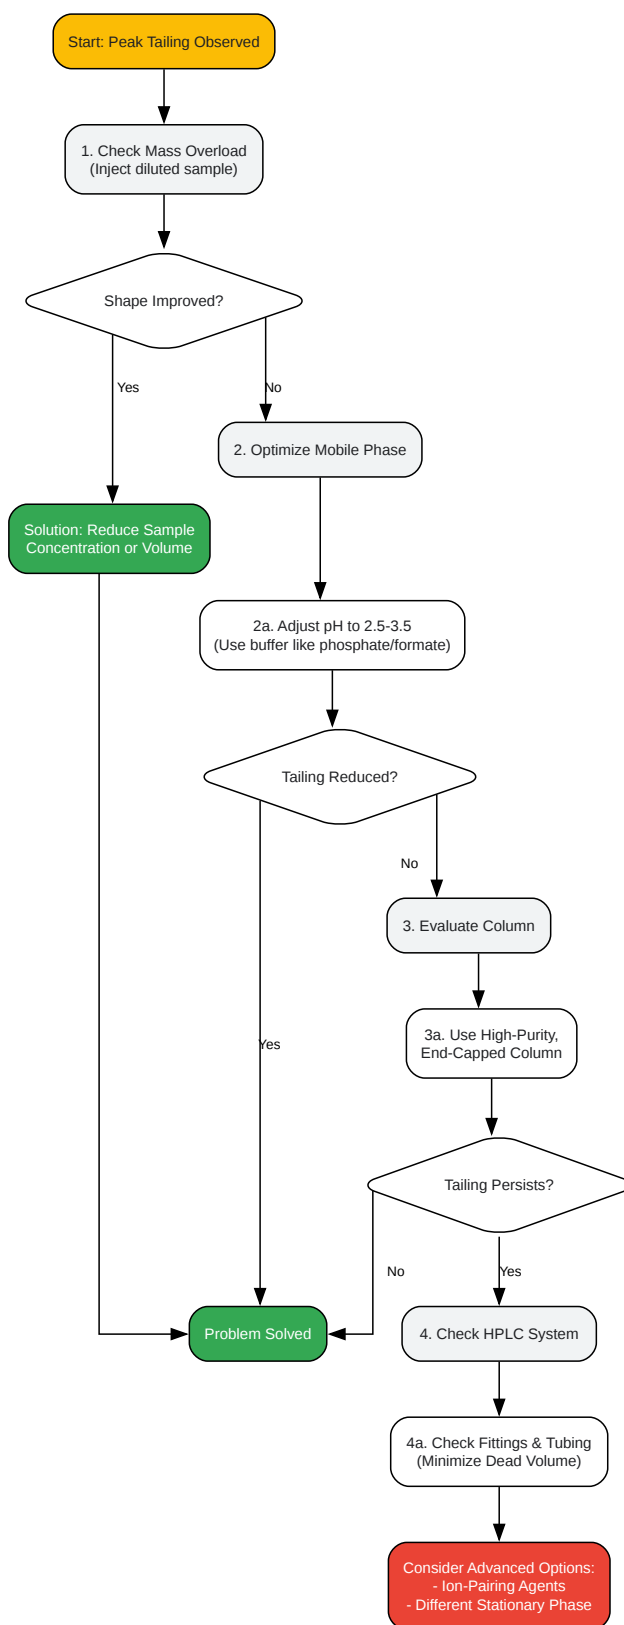 Start: Peak Tailing Observed
1. Check Mass Overload
(Inject diluted sample)
Shape Improved?
Yes
No
2. Optimize Mobile Phase
Solution: Reduce Sample
Concentration or Volume
2a. Adjust pH to 2.5-3.5
(Use buffer like phosphate/formate)
Tailing Reduced?
No
3. Evaluate Column
3a. Use High-Purity,
End-Capped Column
Yes
Tailing Persists?
No
Yes
Problem Solved
4. Check HPLC System
4a. Check Fittings & Tubing
(Minimize Dead Volume)
Consider Advanced Options:
- Ion-Pairing Agents
- Different Stationary Phase